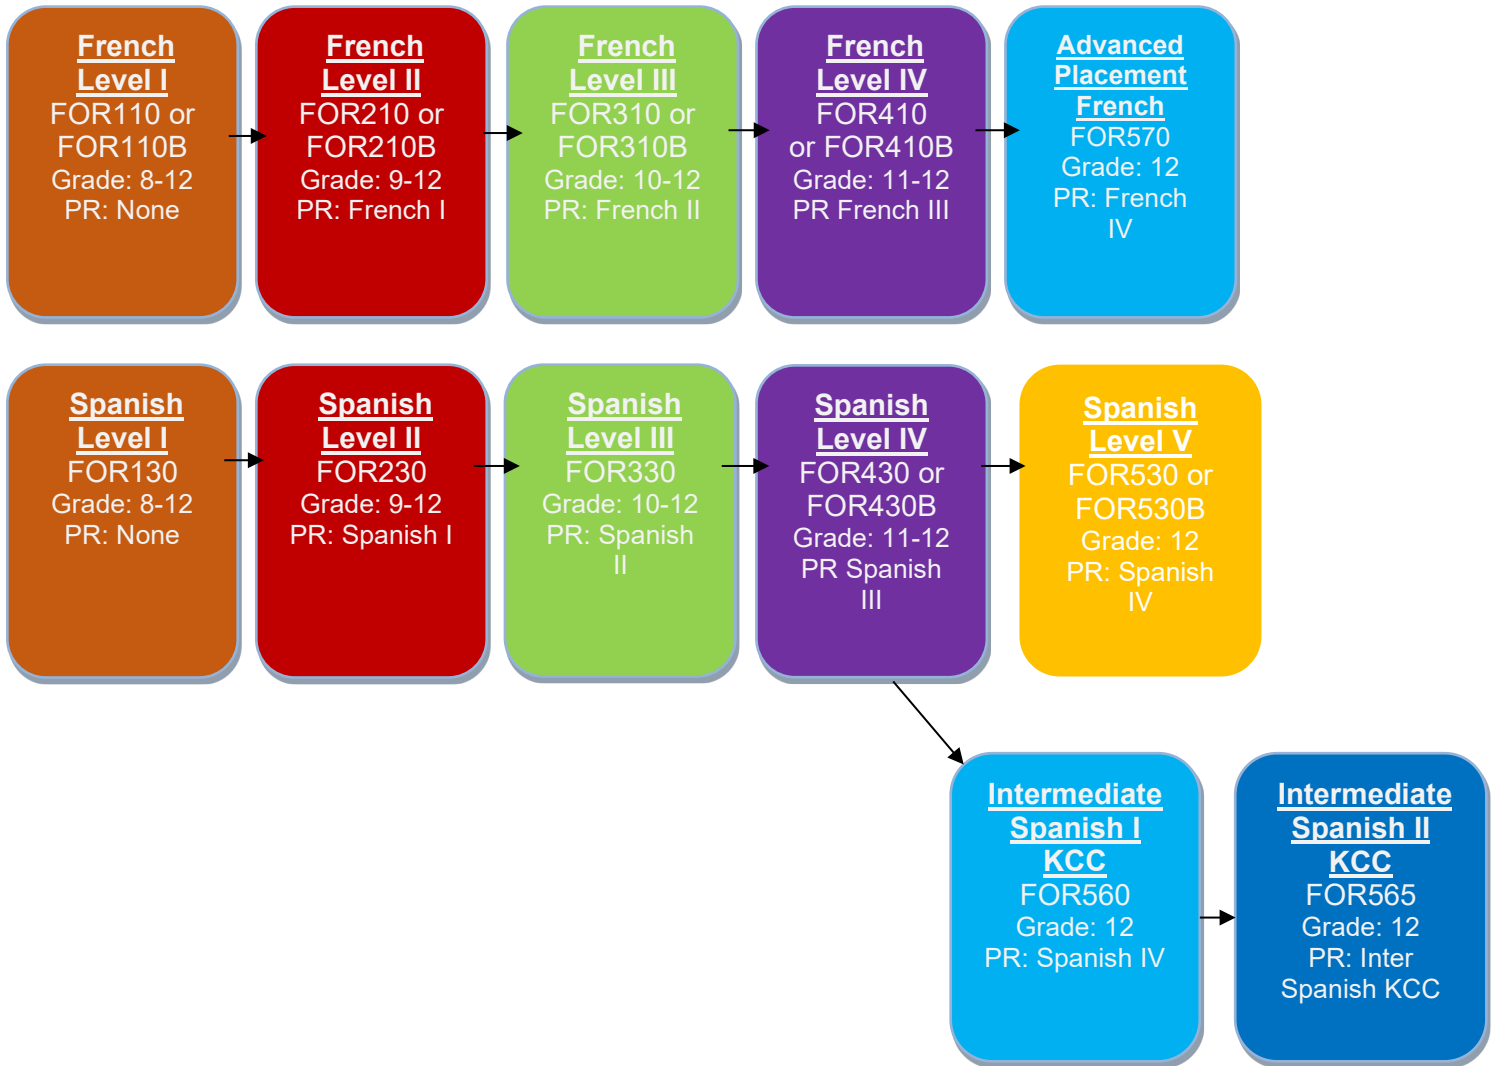 French
Level I
FOR110 or
FOR110B
Grade: 8-12
PR: None
French
Level II
FOR210 or
FOR210B
Grade: 9-12
PR: French I
French
Level III
FOR310 or
FOR310B
Grade: 10-12
PR: French II
French
Level IV
FOR410
or FOR410B
Grade: 11-12
PR French III
Advanced
Placement
French
FOR570
Grade: 12
PR: French
IV
Spanish
Level I
FOR130
Grade: 8-12
PR: None
Spanish
Level II
FOR230
Grade: 9-12
PR: Spanish I
Spanish
Level III
FOR330
Grade: 10-12
PR: Spanish
II
Spanish
Level IV
FOR430 or
FOR430B
Grade: 11-12
PR Spanish
III
Spanish
Level V
FOR530 or
FOR530B
Grade: 12
PR: Spanish
IV
Intermediate
Spanish I
KCC
FOR560
Grade: 12
PR: Spanish IV
Intermediate
Spanish II
KCC
FOR565
Grade: 12
PR: Inter
Spanish KCC